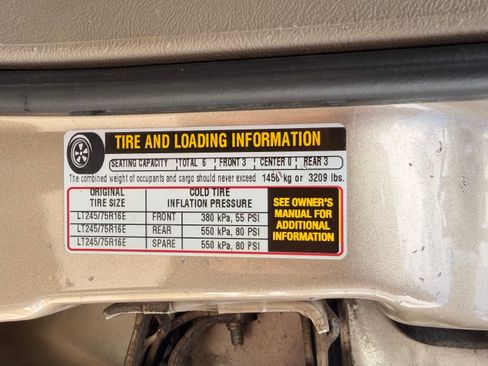 TIRE AND LOADING INFORMATION
SEATING CAPACITY TOTAL 6 FRONT 3 CENTER 0 REAR 3
The combined weight of occupants and cargo should never exceed kg or 3209 lbs.
ORIGINAL TIRE SIZE
COLD TIRE INFLATION PRESSURE
LT245/75R16E FRONT 380 kPa, 55 PSI
LT245/75R16E REAR 550 kPa, 80 PSI
LT245/75R16E SPARE 550 kPa, 80 PSI
SEE OWNER'S
MANUAL FOR
ADDITIONAL
INFORMATION